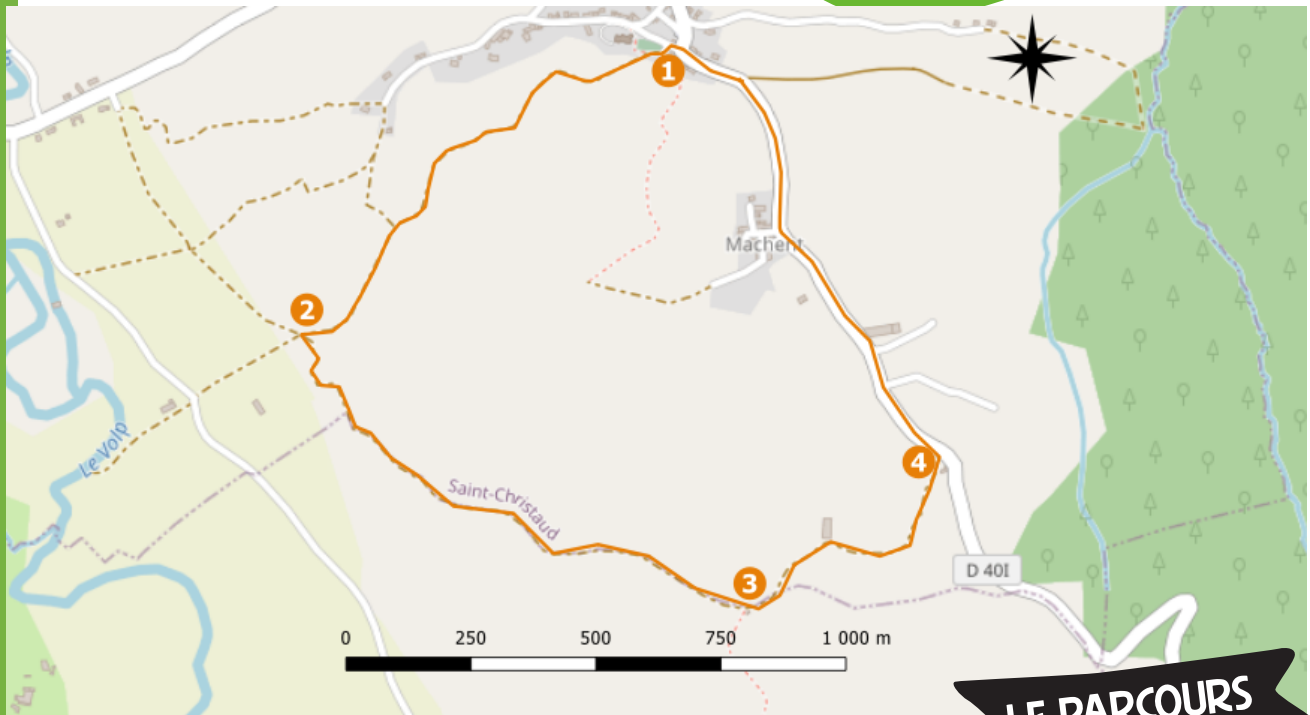 1
Machent
2
Le Volp
Saint-Christaud
4
3
D 40I
0 250 500 750 1 000 m
LE PARCOURS